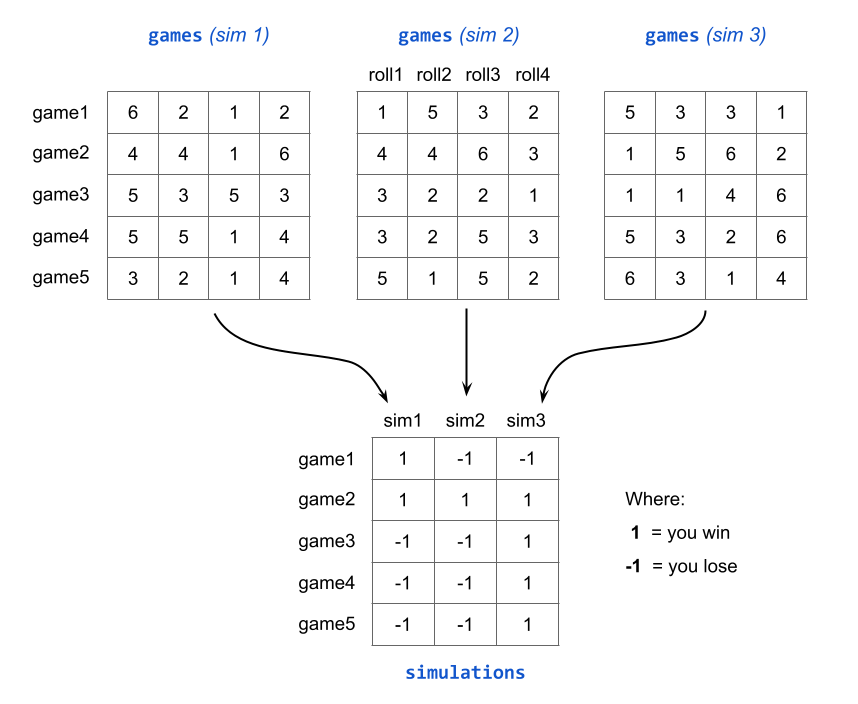 games (sim 1) games (sim 2) games (sim 3)
roll1 roll2 roll3 roll4
game1 6 2 1 2 1 5 3 2 5 3 3 1
game2 4 4 1 6 4 4 6 3 1 5 6 2
game3 5 3 5 3 3 2 2 1 1 1 4 6
game4 5 5 1 4 3 2 5 3 5 3 2 6
game5 3 2 1 4 5 1 5 2 6 3 1 4
sim1 sim2 sim3
game1 1 -1 -1
game2 1 1 1
game3 -1 -1 1
game4 -1 -1 1
game5 -1 -1 1
simulations
Where:
1 = you win
-1 = you lose